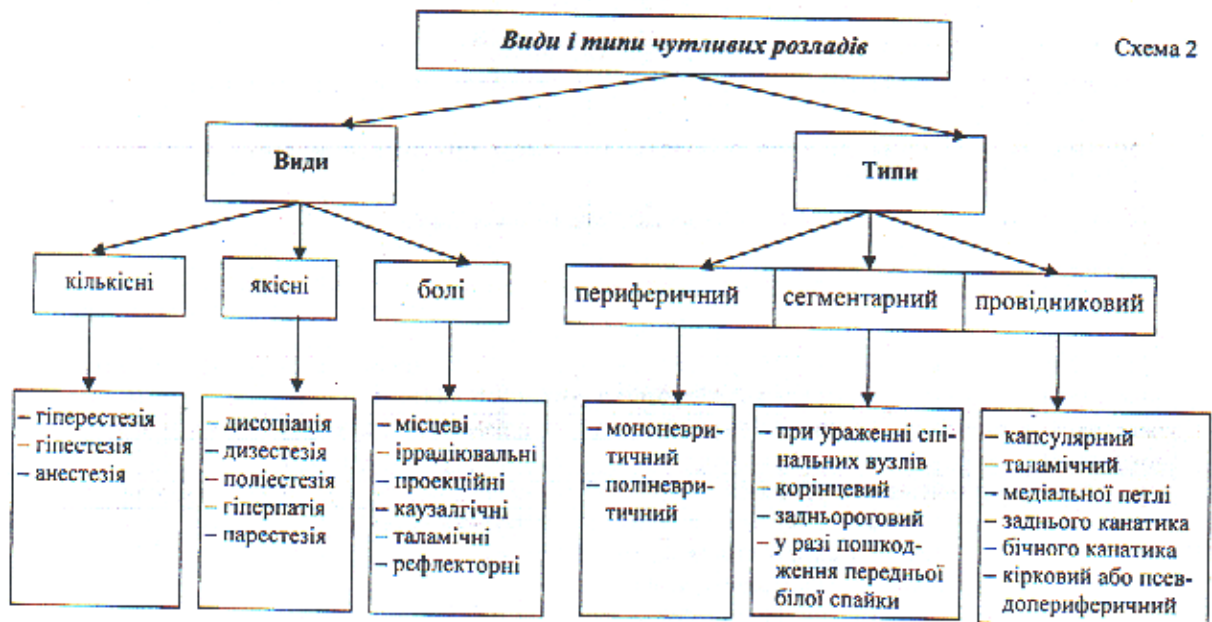 Види і типи чутливих розладів
Схема 2
Види
Типи
кількісні
якісні
болі
периферичний
сегментарний
провідниковий
– гіперестезія
– гіпестезія
– анестезія
– дисоціація
– дизестезія
– поліестезія
– гіперпатія
– парестезія
– місцеві
– іррадіювальні
– проекційні
– каузалгічні
– таламічні
– рефлекторні
– мононеври-
тичний
– поліневри-
тичний
– при ураженні спі-
нальних вузлів
– корінцевий
– задньороговий
– у разі пошкод-
ження передньої
білої спайки
– капсулярний
– таламічний
– медіальної петлі
– заднього канатика
– бічного канатика
– кірковий або псев-
допериферичний